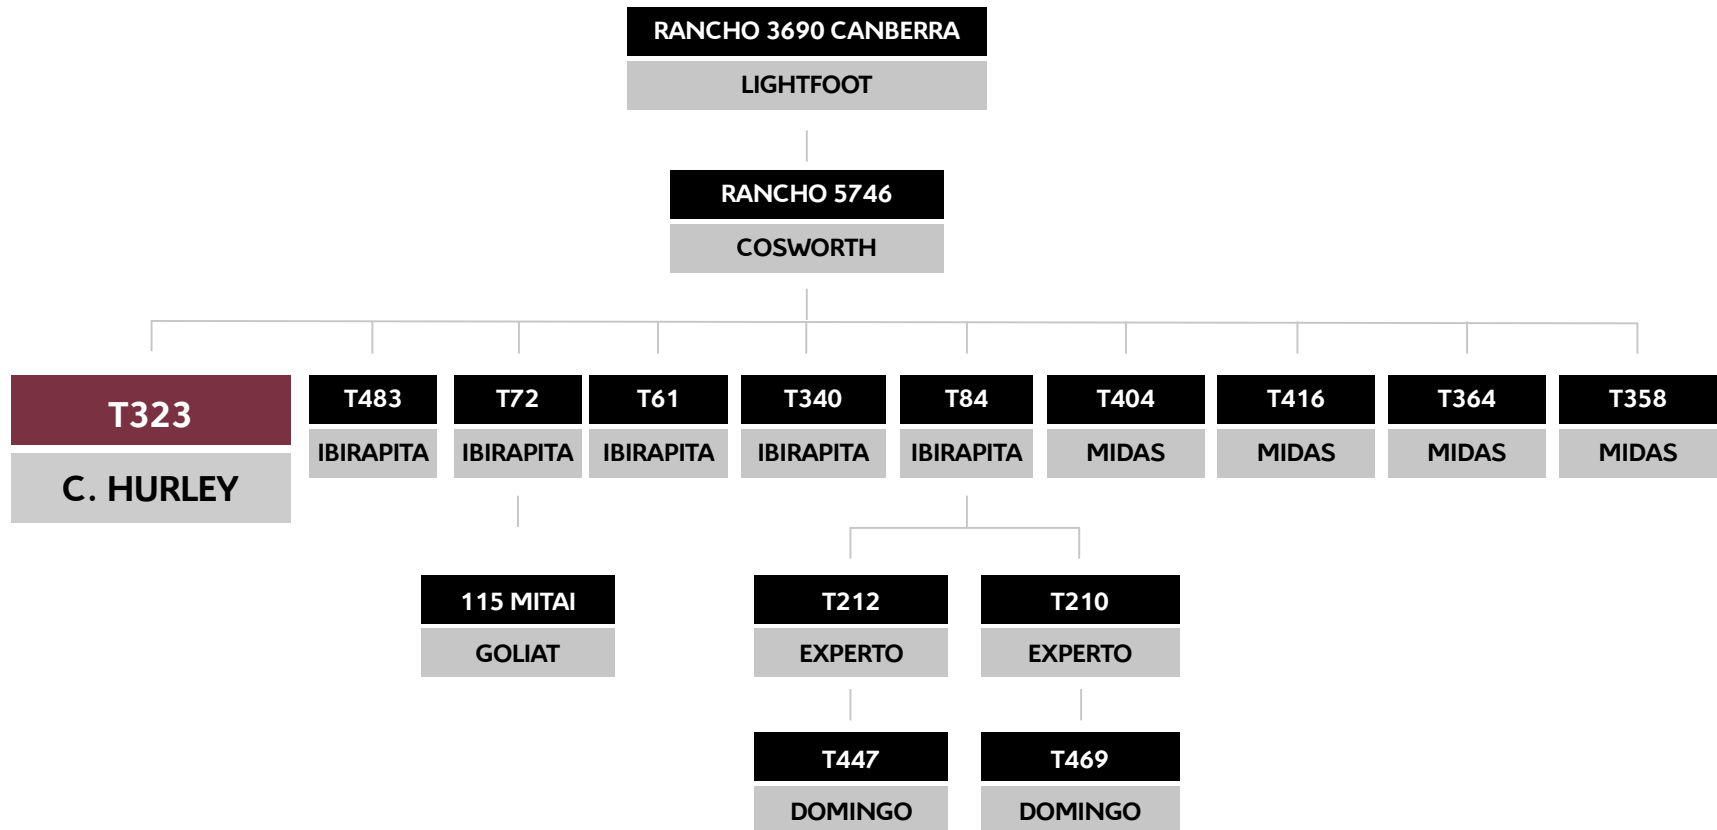 RANCHO 3690 CANBERRA
LIGHTFOOT
RANCHO 5746
COSWORTH
T323
C. HURLEY
T483
IBIRAPITA
T72
IBIRAPITA
T61
IBIRAPITA
T340
IBIRAPITA
T84
IBIRAPITA
T404
MIDAS
T416
MIDAS
T364
MIDAS
T358
MIDAS
115 MITAI
GOLIAT
T212
EXPERTO
T210
EXPERTO
T447
DOMINGO
T469
DOMINGO